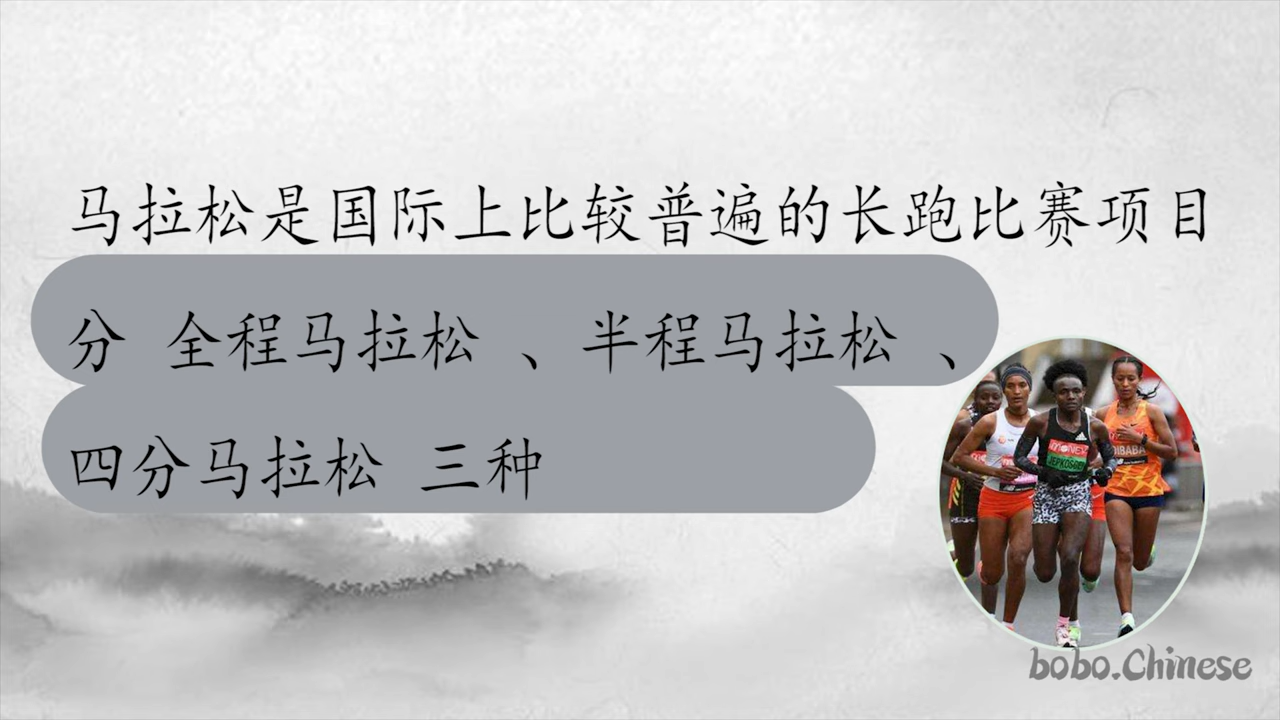 马拉松是国际上比较普遍的长跑比赛项目
分 全程马拉松 、半程马拉松 、
四分马拉松 三种
JEPKOSGEI
DIBABA
bobo.Chinese